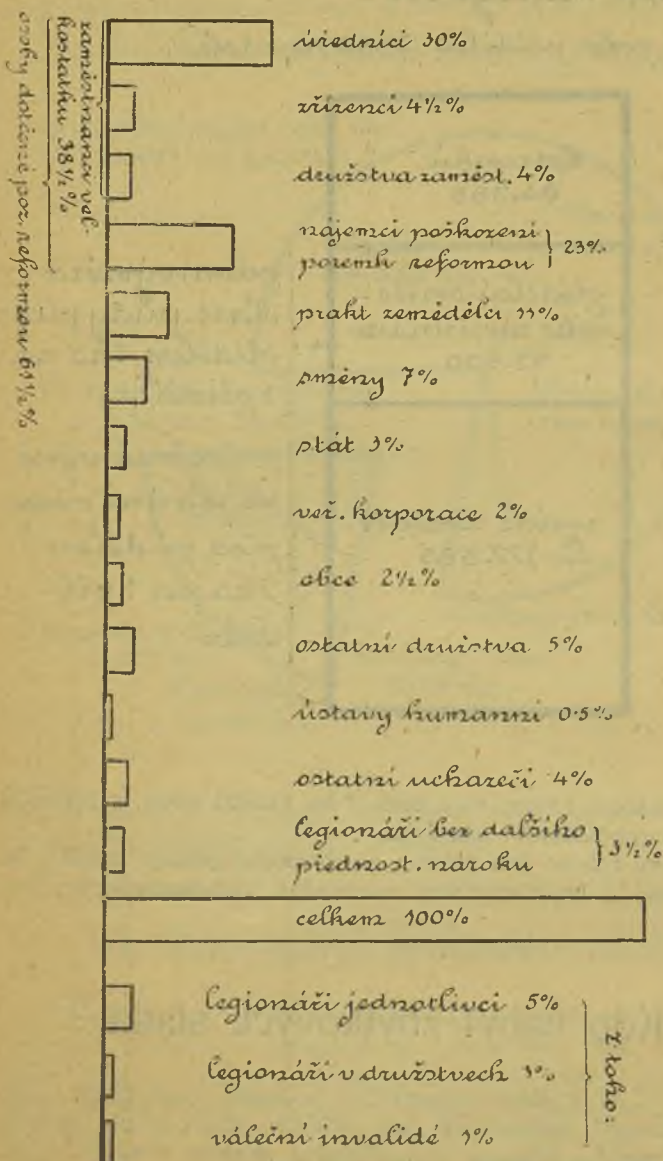 úředníci 30%
zřízenci 4½%
družstva zaměst. 4%
nájemci poškození
pozemk. reformou } 23%
prakt. zemědělci 11%
směny 7%
stát 3%
veř. korporace 2%
obce 2½%
ostatní družstva 5%
ústavy humanní 0·5%
ostatní uchazeči 4%
legionáři bez dalšího
přednost. nároku } 3½%
celkem 100%
legionáři jednotlivci 5%
legionáři v družstvech 1%
váleční invalidé 1%
Z toho:
zaměstnanci vel-
kostatku 38½%
osoby dotčené poz. reformou 61½%